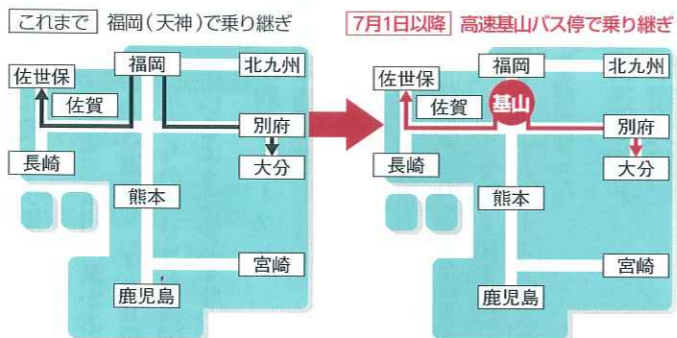 これまで 福岡(天神)で乗り継ぎ
福岡
北九州
佐世保
佐賀
別府
長崎
大分
熊本
宮崎
鹿児島
7月1日以降 高速基山バス停で乗り継ぎ
福岡
北九州
佐世保
佐賀
基山
別府
長崎
大分
熊本
宮崎
鹿児島